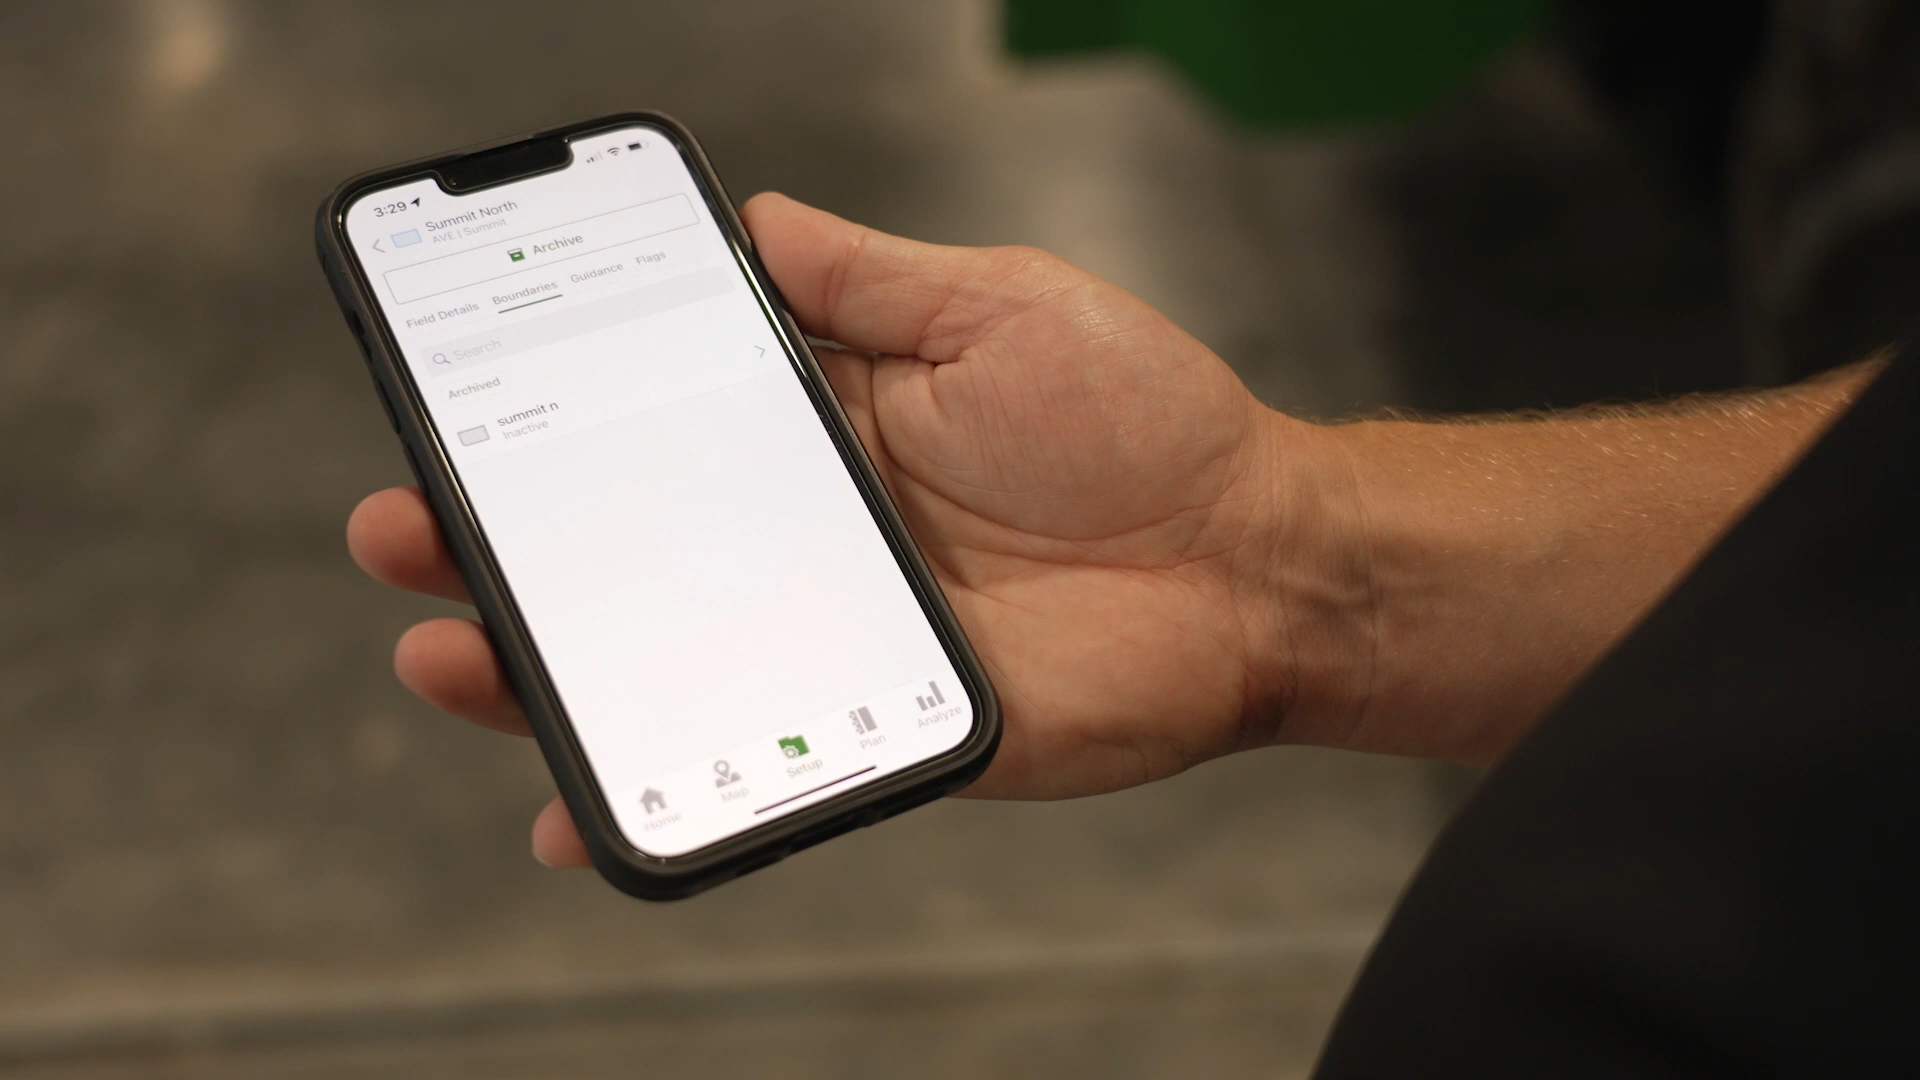 3:29
Summit North
AVE | Summit
Archive
Field Details Boundaries Guidance Flags
Search
Archived
summit n
Inactive
Home Map Setup Plan Analyze